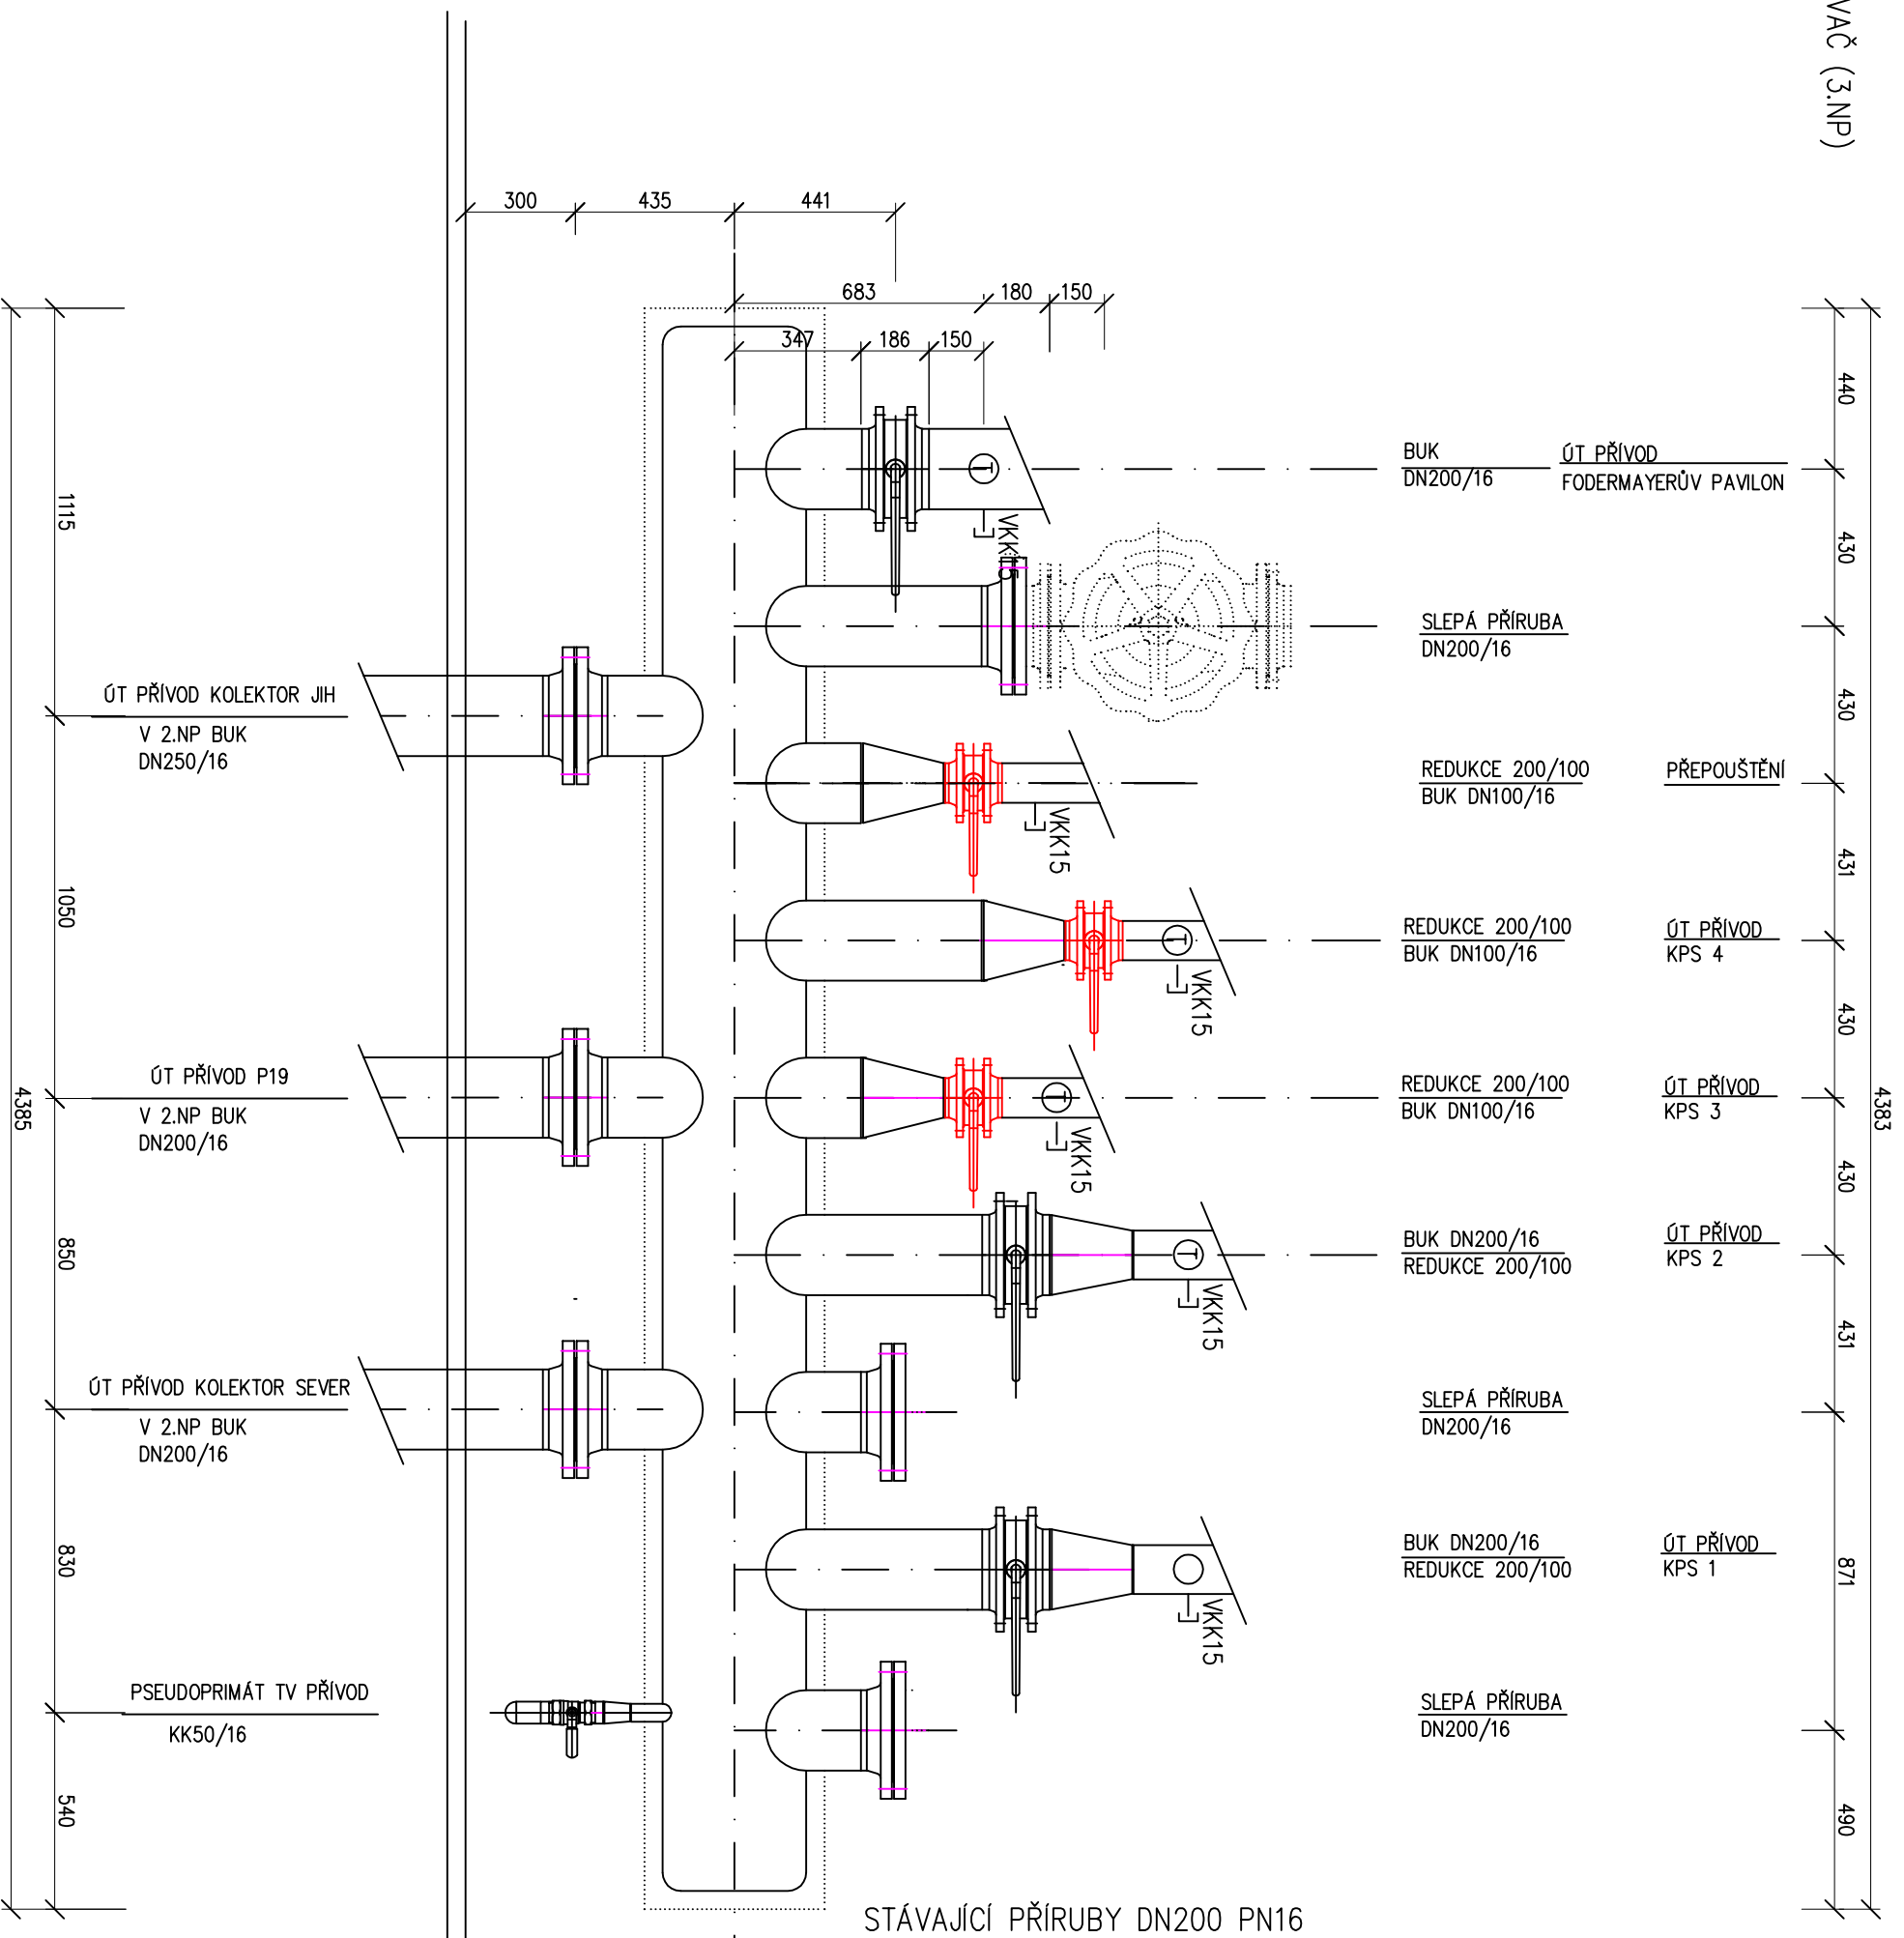 VAČ (3.NP)
300
435
441
683
180
150
347
186
150
BUK
DN200/16
ÚT PŘÍVOD
FODERMAYERŮV PAVILON
VKK15
SLEPÁ PŘÍRUBA
DN200/16
REDUKCE 200/100
BUK DN100/16
PŘEPOUŠTĚNÍ
VKK15
REDUKCE 200/100
BUK DN100/16
ÚT PŘÍVOD
KPS 4
T
VKK15
REDUKCE 200/100
BUK DN100/16
ÚT PŘÍVOD
KPS 3
T
VKK15
BUK DN200/16
REDUKCE 200/100
ÚT PŘÍVOD
KPS 2
T
VKK15
SLEPÁ PŘÍRUBA
DN200/16
BUK DN200/16
REDUKCE 200/100
ÚT PŘÍVOD
KPS 1
VKK15
SLEPÁ PŘÍRUBA
DN200/16
T
ÚT PŘÍVOD KOLEKTOR JIH
V 2.NP BUK
DN250/16
ÚT PŘÍVOD P19
V 2.NP BUK
DN200/16
ÚT PŘÍVOD KOLEKTOR SEVER
V 2.NP BUK
DN200/16
PSEUDOPRIMÁT TV PŘÍVOD
KK50/16
1115
1050
850
830
540
4385
440
430
430
431
430
430
431
871
490
4383
STÁVAJÍCÍ PŘÍRUBY DN200 PN16